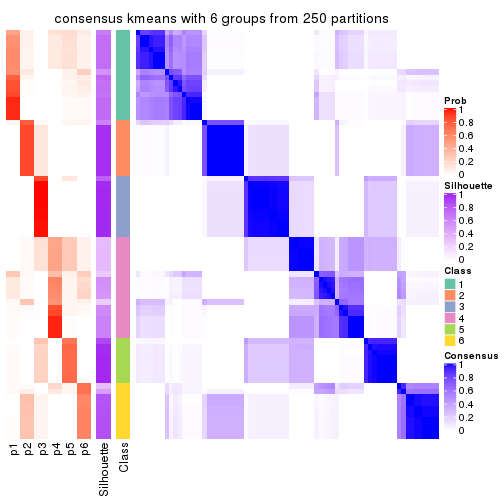 consensus kmeans with 6 groups from 250 partitions
Prob
1
0.8
0.6
0.4
0.2
0
Silhouette
1
0.8
0.6
0.4
0.2
0
Class
1
2
3
4
5
6
Consensus
1
0.8
0.6
0.4
0.2
0
p1
p2
p3
p4
p5
p6
Silhouette
Class